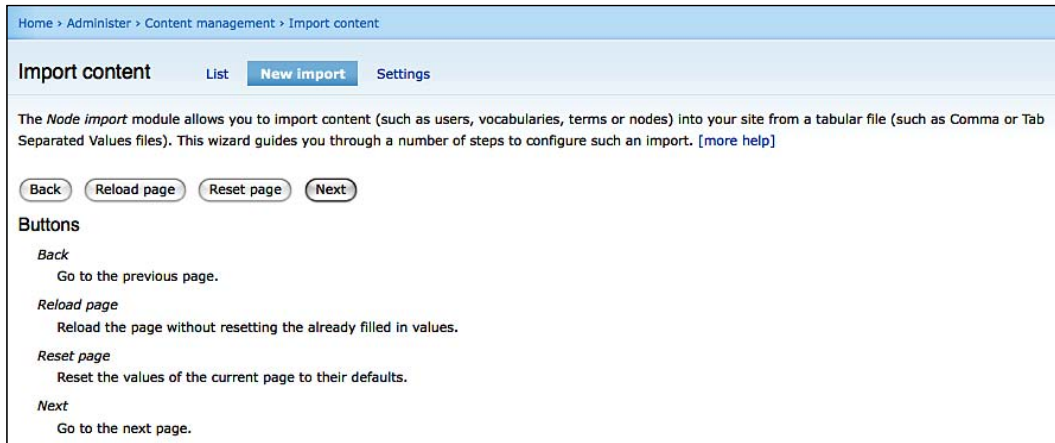 Home › Administer › Content management › Import content
Import content List New import Settings
The Node import module allows you to import content (such as users, vocabularies, terms or nodes) into your site from a tabular file (such as Comma or Tab
Separated Values files). This wizard guides you through a number of steps to configure such an import. [more help]
Back Reload page Reset page Next
Buttons
Back
Go to the previous page.
Reload page
Reload the page without resetting the already filled in values.
Reset page
Reset the values of the current page to their defaults.
Next
Go to the next page.